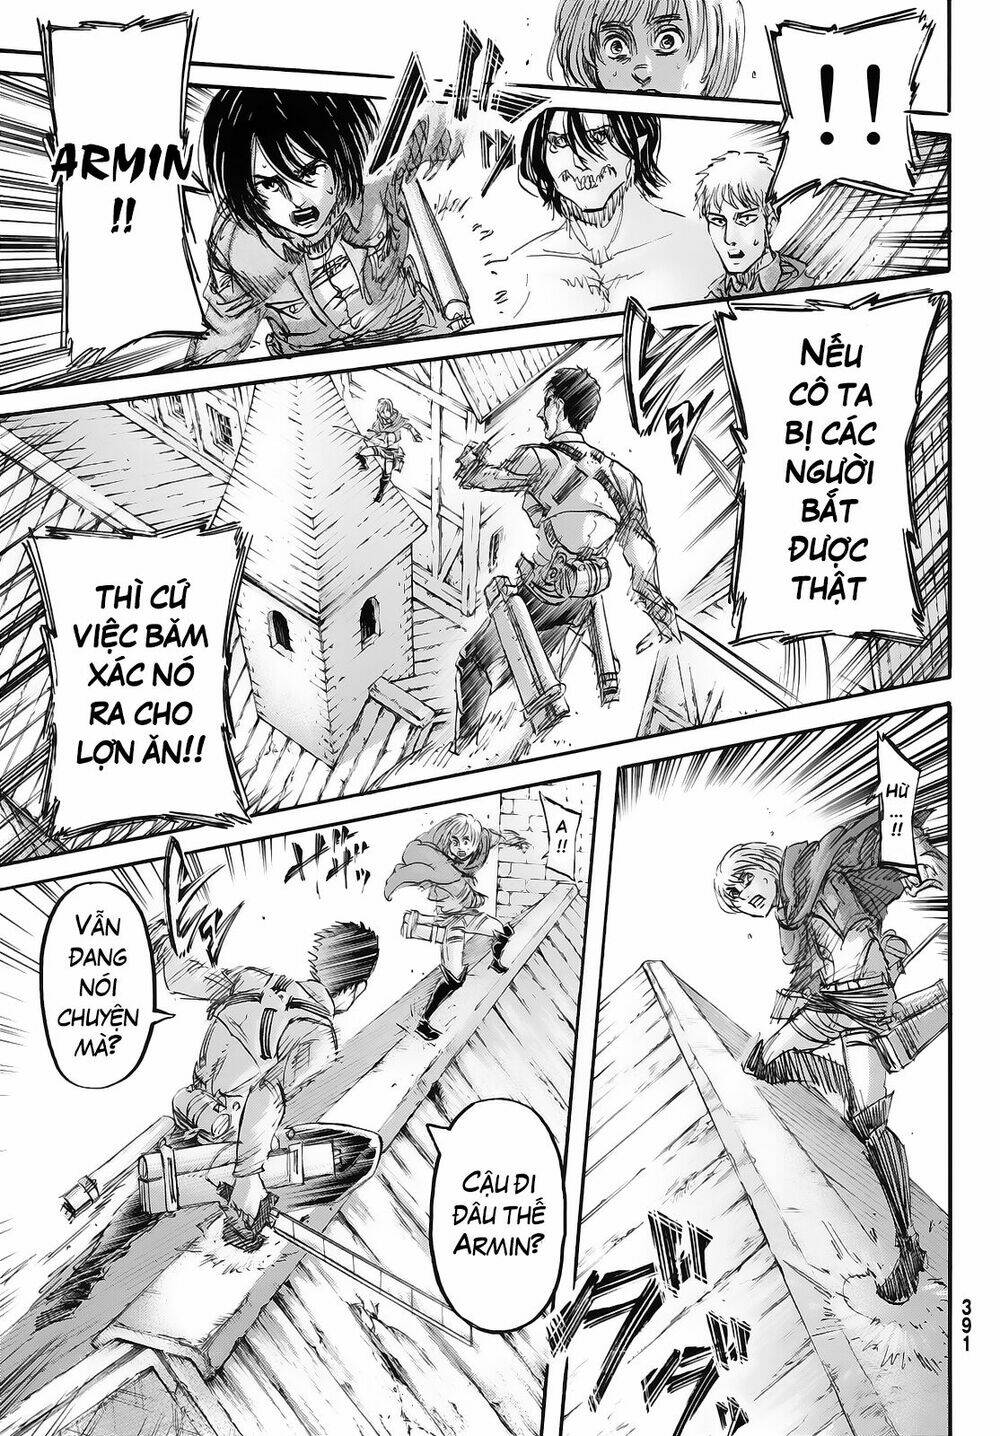 !!
ARMIN
!!
NẾU
CÔ TA
BỊ CÁC
NGƯỜI
BẮT
ĐƯỢC
THẬT
THÌ CỨ
VIỆC BĂM
XÁC NÓ
RA CHO
LỢN ĂN!!
HỪ
...
!!
A
!!
VẪN
ĐANG
NÓI
CHUYỆN
MÀ?
CẬU ĐI
ĐÂU THẾ
ARMIN?
391